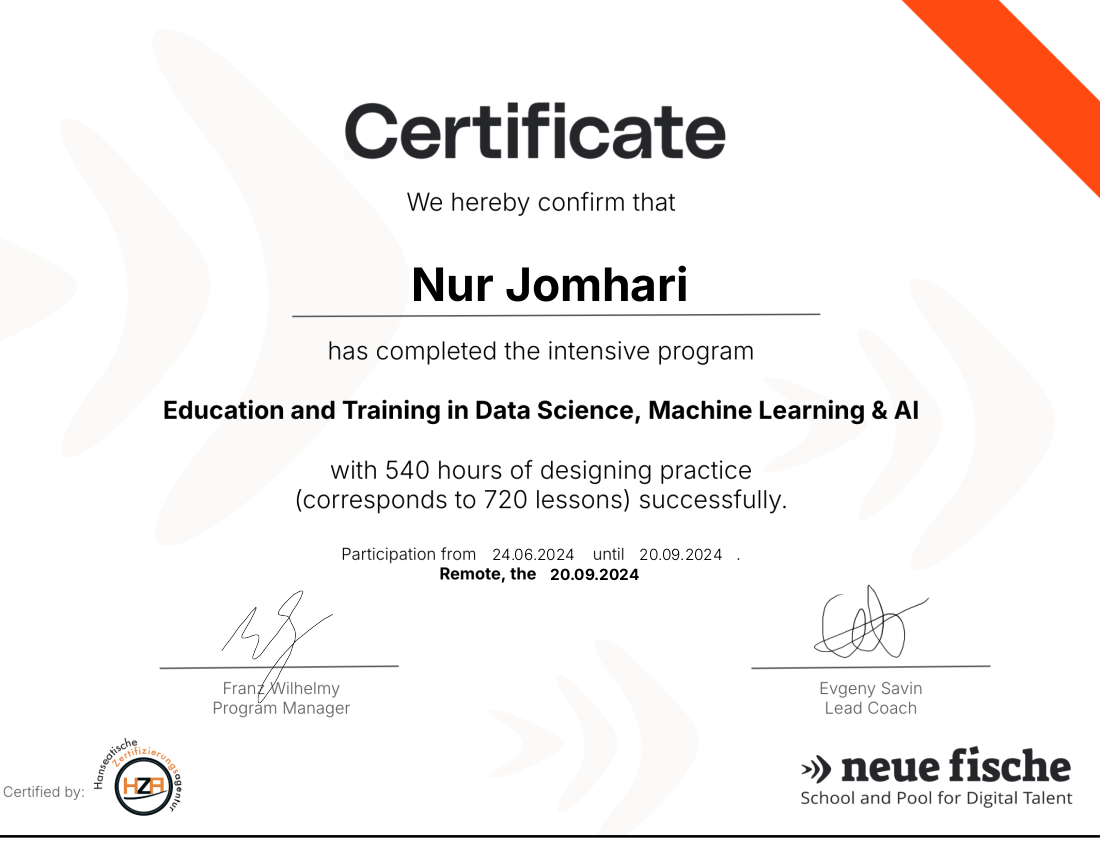 Certificate
We hereby confirm that
Nur Jomhari
has completed the intensive program
Education and Training in Data Science, Machine Learning & AI
with 540 hours of designing practice
(corresponds to 720 lessons) successfully.
Participation from 24.06.2024 until 20.09.2024 .
Remote, the 20.09.2024
Franz Wilhelmy
Program Manager
Evgeny Savin
Lead Coach
Certified by:
Hanseatische
Zertifizierungsagentur
HZA
neue fische
School and Pool for Digital Talent